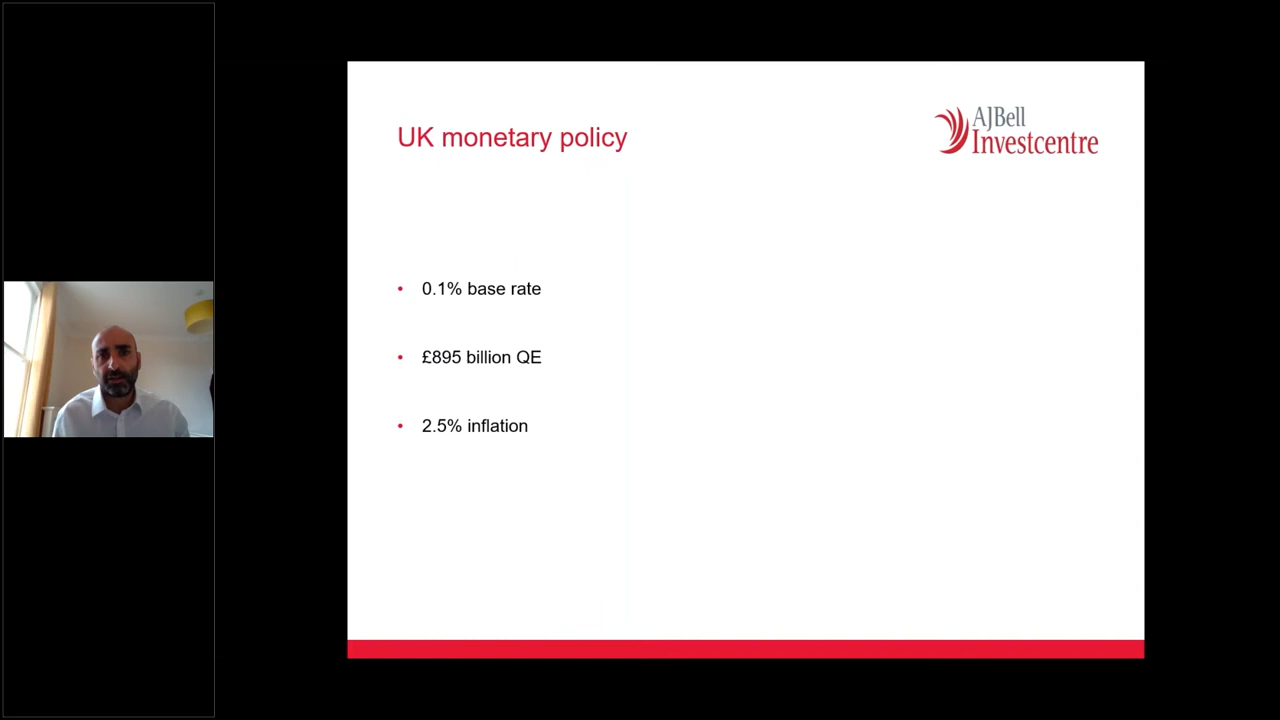 UK monetary policy
AJBell
Investcentre
• 0.1% base rate
• £895 billion QE
• 2.5% inflation